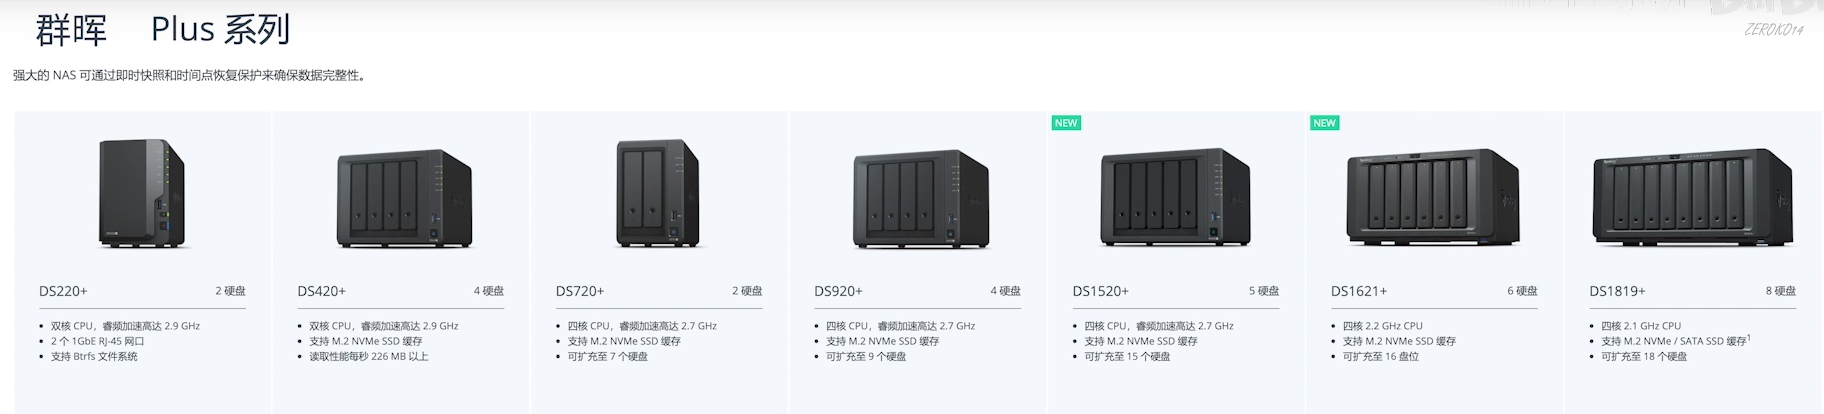 群晖 Plus 系列
ZEROKO14
强大的 NAS 可通过即时快照和时间点恢复保护来确保数据完整性。
NEW
NEW
DS220+ 2 硬盘
双核 CPU，睿频加速高达 2.9 GHz
2 个 1GbE RJ-45 网口
支持 Btrfs 文件系统
DS420+ 4 硬盘
双核 CPU，睿频加速高达 2.9 GHz
支持 M.2 NVMe SSD 缓存
读取性能每秒 226 MB 以上
DS720+ 2 硬盘
四核 CPU，睿频加速高达 2.7 GHz
支持 M.2 NVMe SSD 缓存
可扩充至 7 个硬盘
DS920+ 4 硬盘
四核 CPU，睿频加速高达 2.7 GHz
支持 M.2 NVMe SSD 缓存
可扩充至 9 个硬盘
DS1520+ 5 硬盘
四核 CPU，睿频加速高达 2.7 GHz
支持 M.2 NVMe SSD 缓存
可扩充至 15 个硬盘
DS1621+ 6 硬盘
四核 2.2 GHz CPU
支持 M.2 NVMe SSD 缓存
可扩充至 16 盘位
DS1819+ 8 硬盘
四核 2.1 GHz CPU
支持 M.2 NVMe / SATA SSD 缓存1
可扩充至 18 个硬盘